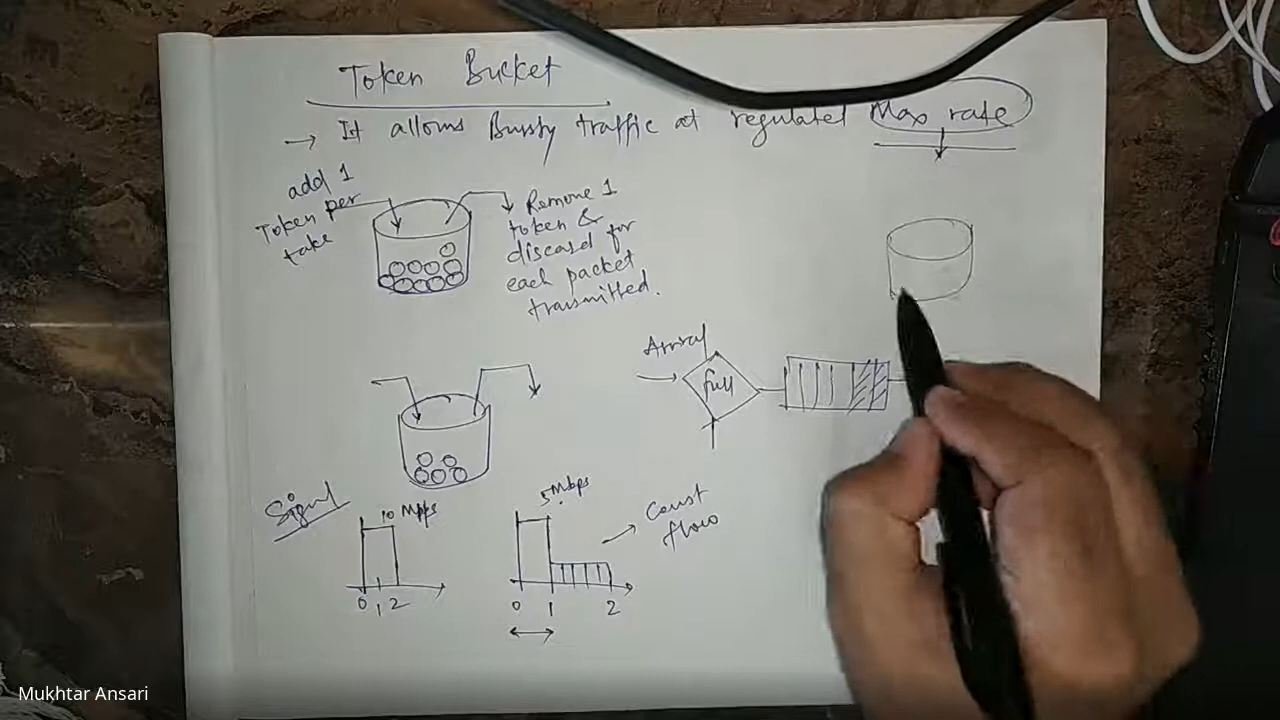 Token Bucket
→ It allows Bursty traffic at regulated Max rate
add 1
Token per
take
Remove 1
token &
discard for
each packet
transmitted.
Arrival
full
Signal
10 Mbps
0 1 2
5 Mbps
0 1 2
Const
flow
Mukhtar Ansari